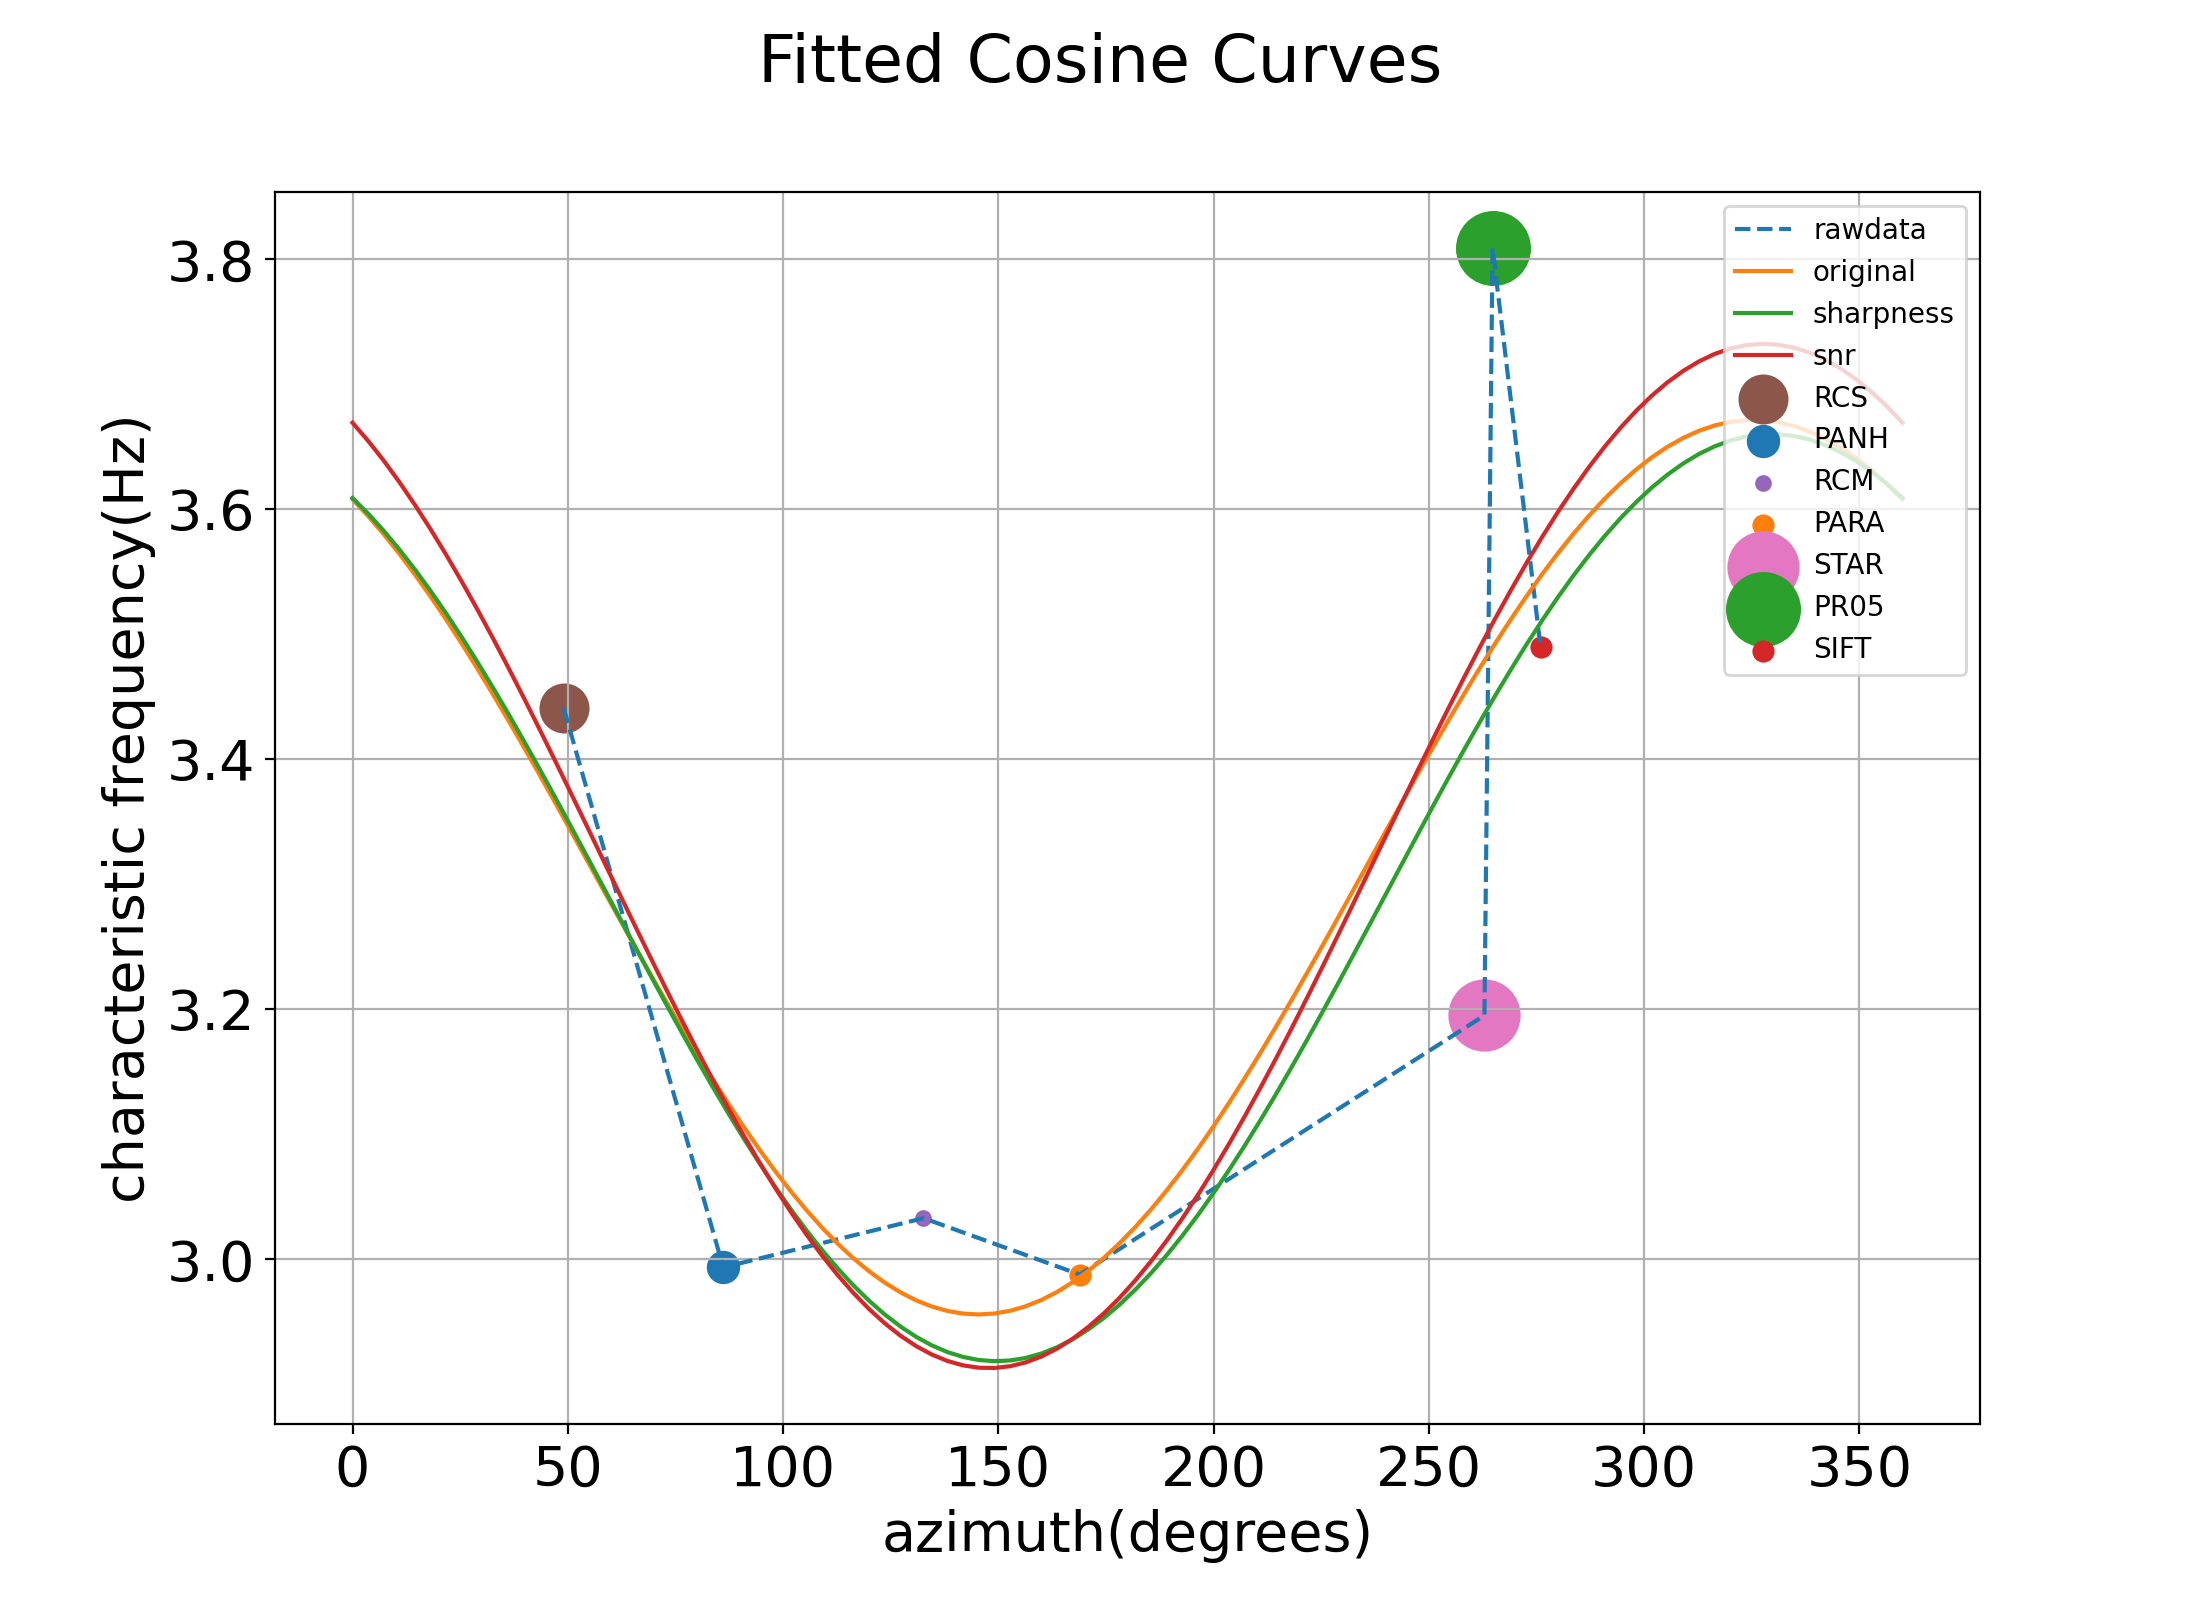 Fitted Cosine Curves
characteristic frequency(Hz)
3.8
3.6
3.4
3.2
3.0
rawdata
original
sharpness
snr
RCS
PANH
RCM
PARA
STAR
PR05
SIFT
0 50 100 150 200 250 300 350
azimuth(degrees)